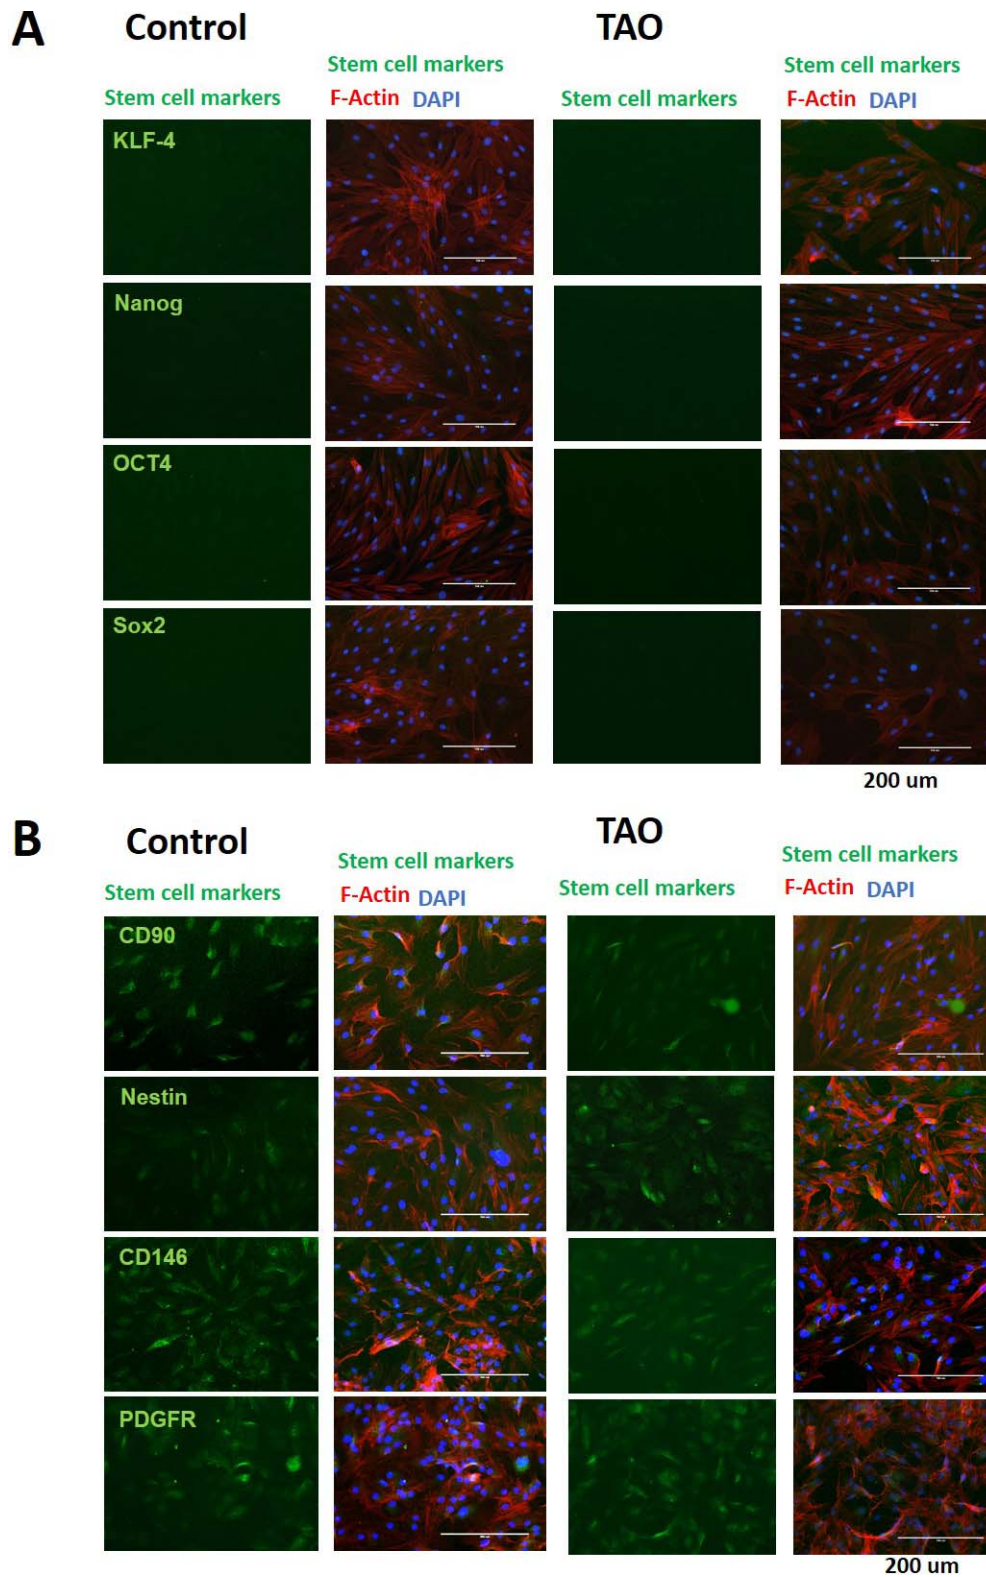 A
Control
TAO
Stem cell markers
Stem cell markers
F-Actin DAPI
Stem cell markers
Stem cell markers
F-Actin DAPI
KLF-4
Nanog
OCT4
Sox2
200 um
B
Control
TAO
Stem cell markers
Stem cell markers
F-Actin DAPI
Stem cell markers
Stem cell markers
F-Actin DAPI
CD90
Nestin
CD146
PDGFR
200 um